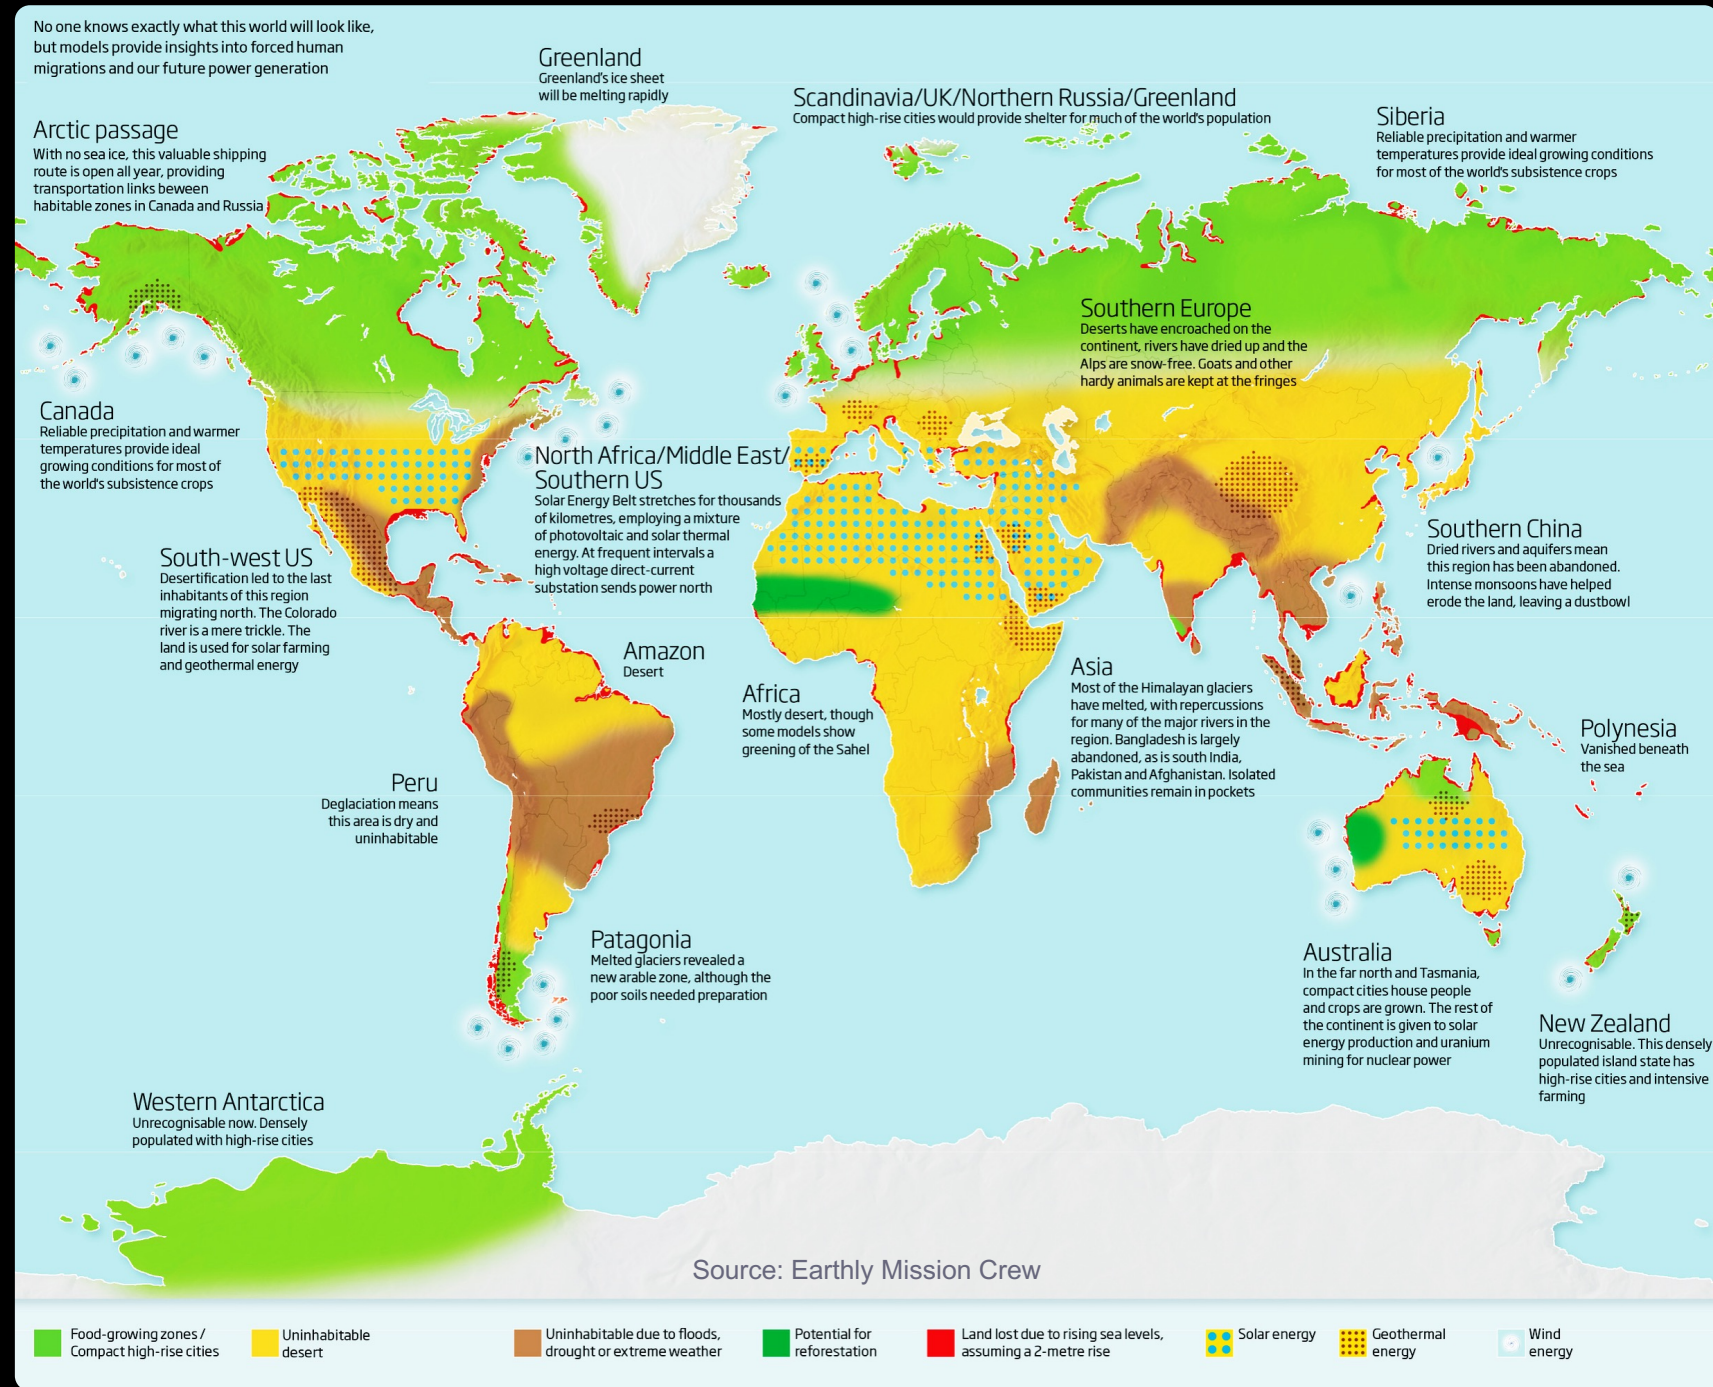 No one knows exactly what this world will look like,
but models provide insights into forced human
migrations and our future power generation
Greenland
Greenland's ice sheet
will be melting rapidly
Scandinavia/UK/Northern Russia/Greenland
Compact high-rise cities would provide shelter for much of the world's population
Siberia
Reliable precipitation and warmer
temperatures provide ideal growing conditions
for most of the world's subsistence crops
Arctic passage
With no sea ice, this valuable shipping
route is open all year, providing
transportation links beween
habitable zones in Canada and Russia
Southern Europe
Deserts have encroached on the
continent, rivers have dried up and the
Alps are snow-free. Goats and other
hardy animals are kept at the fringes
Canada
Reliable precipitation and warmer
temperatures provide ideal
growing conditions for most of
the world's subsistence crops
North Africa/Middle East/
Southern US
Solar Energy Belt stretches for thousands
of kilometres, employing a mixture
of photovoltaic and solar thermal
energy. At frequent intervals a
high voltage direct-current
substation sends power north
Southern China
Dried rivers and aquifers mean
this region has been abandoned.
Intense monsoons have helped
erode the land, leaving a dustbowl
South-west US
Desertification led to the last
inhabitants of this region
migrating north. The Colorado
river is a mere trickle. The
land is used for solar farming
and geothermal energy
Amazon
Desert
Africa
Mostly desert, though
some models show
greening of the Sahel
Asia
Most of the Himalayan glaciers
have melted, with repercussions
for many of the major rivers in the
region. Bangladesh is largely
abandoned, as is south India,
Pakistan and Afghanistan. Isolated
communities remain in pockets
Polynesia
Vanished beneath
the sea
Peru
Deglaciation means
this area is dry and
uninhabitable
Patagonia
Melted glaciers revealed a
new arable zone, although the
poor soils needed preparation
Australia
In the far north and Tasmania,
compact cities house people
and crops are grown. The rest of
the continent is given to solar
energy production and uranium
mining for nuclear power
New Zealand
Unrecognisable. This densely
populated island state has
high-rise cities and intensive
farming
Western Antarctica
Unrecognisable now. Densely
populated with high-rise cities
Source: Earthly Mission Crew
Food-growing zones /
Compact high-rise cities
Uninhabitable
desert
Uninhabitable due to floods,
drought or extreme weather
Potential for
reforestation
Land lost due to rising sea levels,
assuming a 2-metre rise
Solar energy
Geothermal
energy
Wind
energy